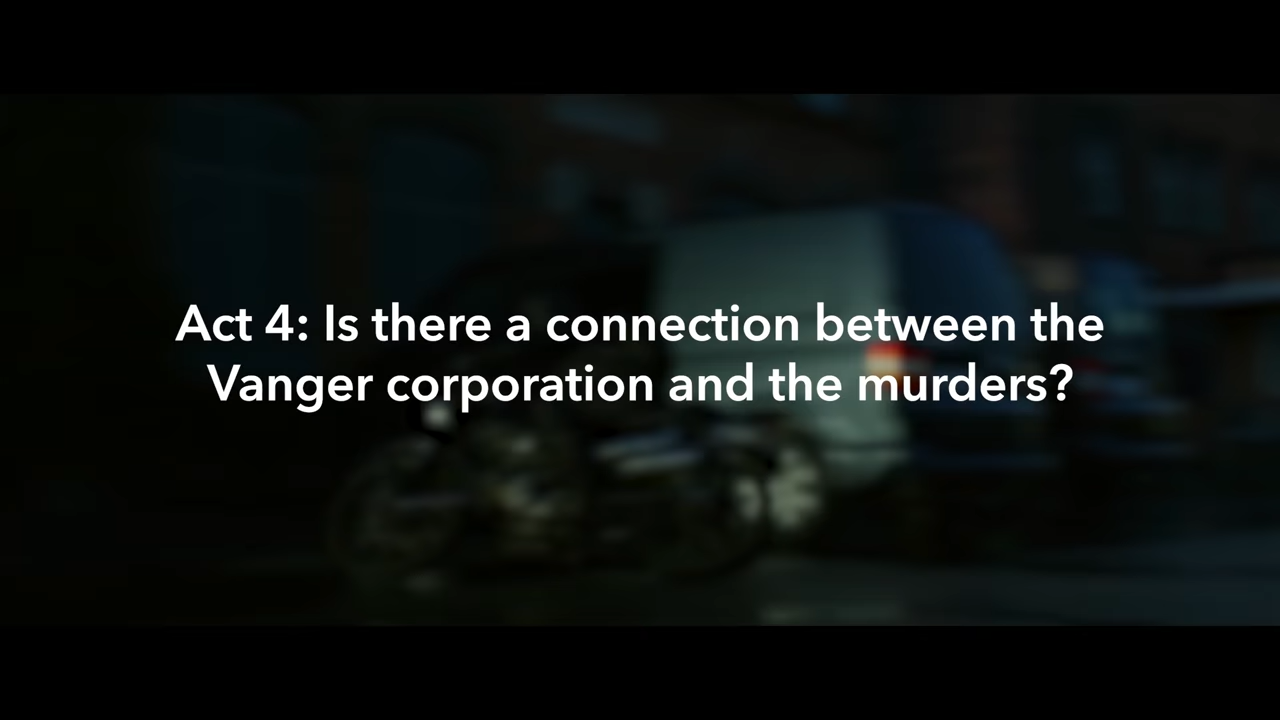 Act 4: Is there a connection between the
Vanger corporation and the murders?